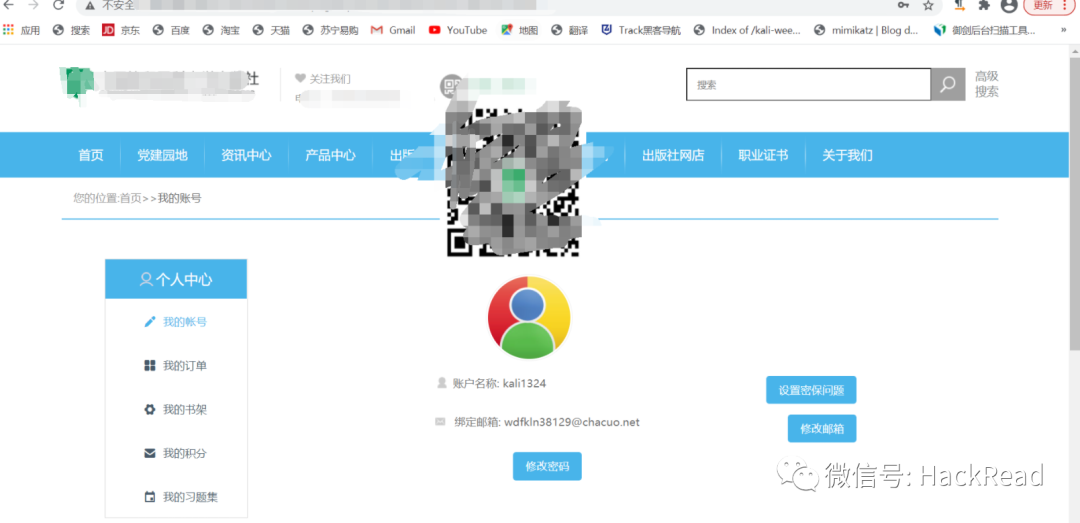 不安全
更新
应用 搜索 京东 百度 淘宝 天猫 苏宁易购 Gmail YouTube 地图 翻译 Track黑客导航 Index of /kali-wee... mimikatz | Blog d... 御剑后台扫描工具... »
社
关注我们
搜索
高级
搜索
首页 党建园地 资讯中心 产品中心 出版 出版社网店 职业证书 关于我们
您的位置:首页>>我的账号
个人中心
我的帐号
我的订单
我的书架
我的积分
我的习题集
账户名称: kali1324
设置密保问题
绑定邮箱: wdfkln38129@chacuo.net
修改邮箱
修改密码
微信号: HackRead